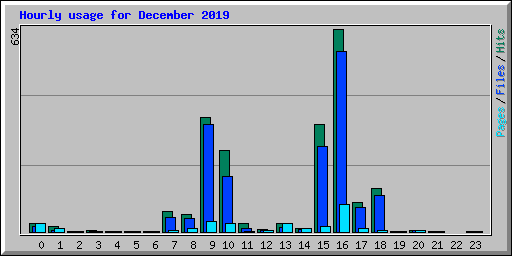 Hourly usage for December 2019
634
Pages/Files/Hits
0 1 2 3 4 5 6 7 8 9 10 11 12 13 14 15 16 17 18 19 20 21 22 23